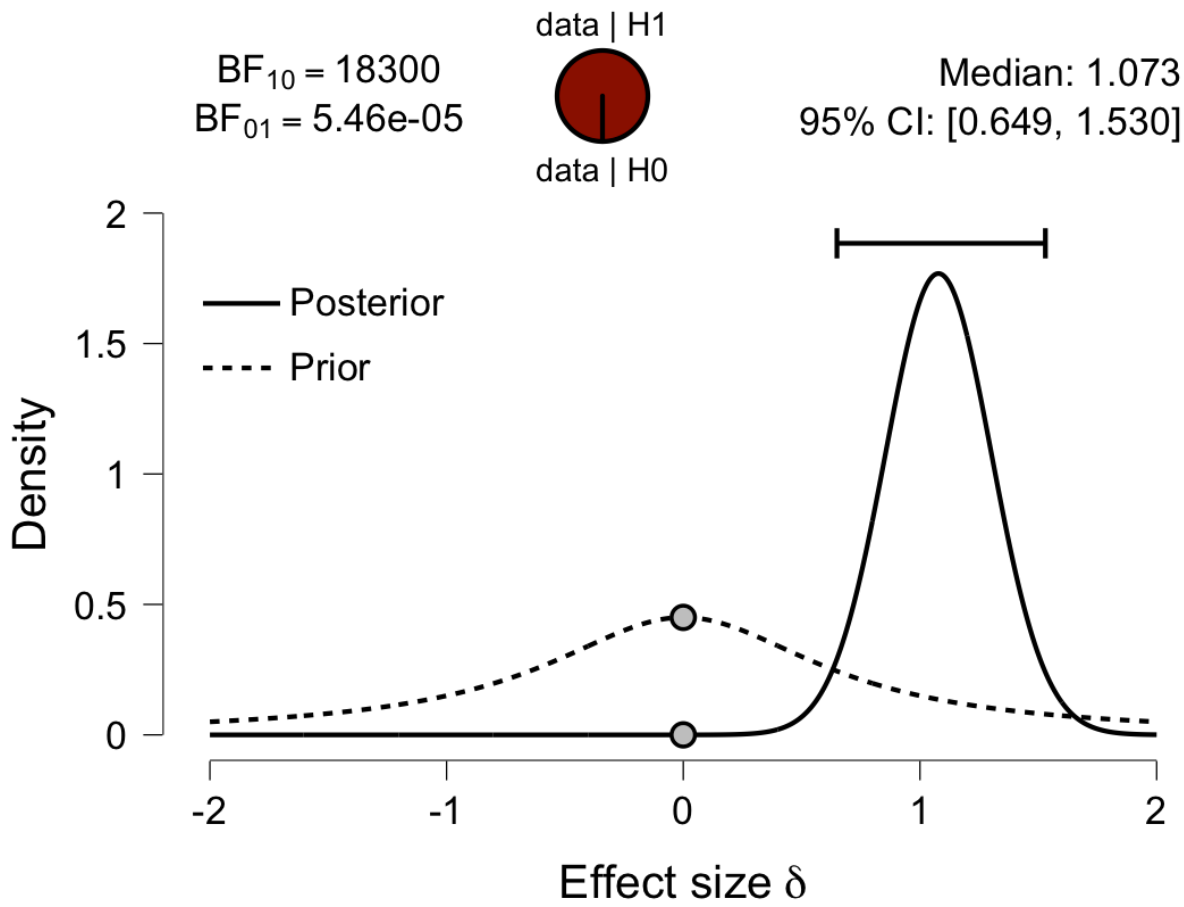 data | H1
BF₁₀ = 18300
BF₀₁ = 5.46e-05
Median: 1.073
95% CI: [0.649, 1.530]
data | H0
2
1.5
1
0.5
0
Density
Posterior
Prior
-2 -1 0 1 2
Effect size δ